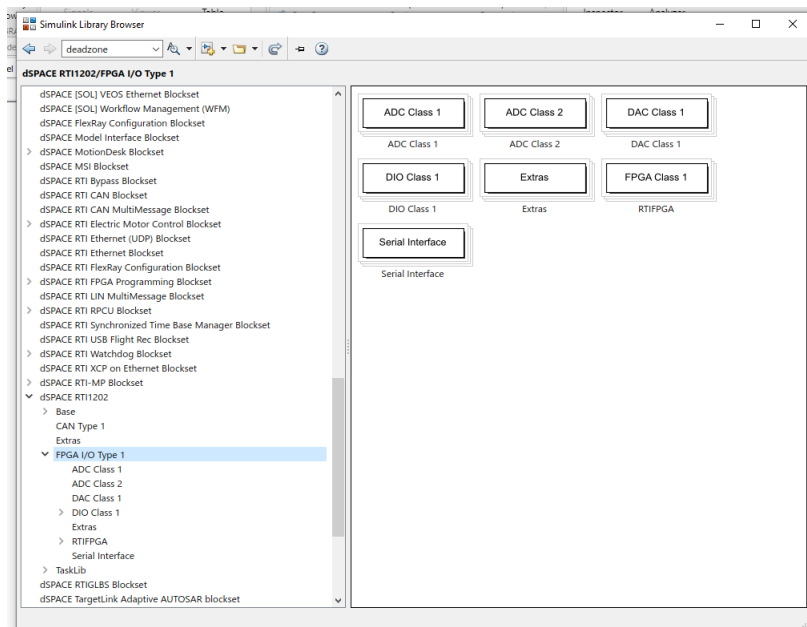 Simulink Library Browser
deadzone
dSPACE RTI1202/FPGA I/O Type 1
dSPACE [SOL] VEOS Ethernet Blockset
dSPACE [SOL] Workflow Management (WFM)
dSPACE FlexRay Configuration Blockset
dSPACE Model Interface Blockset
dSPACE MotionDesk Blockset
dSPACE MSI Blockset
dSPACE RTI Bypass Blockset
dSPACE RTI CAN Blockset
dSPACE RTI CAN MultiMessage Blockset
dSPACE RTI Electric Motor Control Blockset
dSPACE RTI Ethernet (UDP) Blockset
dSPACE RTI Ethernet Blockset
dSPACE RTI FlexRay Configuration Blockset
dSPACE RTI FPGA Programming Blockset
dSPACE RTI LIN MultiMessage Blockset
dSPACE RTI RPCU Blockset
dSPACE RTI Synchronized Time Base Manager Blockset
dSPACE RTI USB Flight Rec Blockset
dSPACE RTI Watchdog Blockset
dSPACE RTI XCP on Ethernet Blockset
dSPACE RTI-MP Blockset
dSPACE RTI1202
Base
CAN Type 1
Extras
FPGA I/O Type 1
ADC Class 1
ADC Class 2
DAC Class 1
DIO Class 1
Extras
RTIFPGA
Serial Interface
TaskLib
dSPACE RTIGLBS Blockset
dSPACE TargetLink Adaptive AUTOSAR blockset
ADC Class 1
ADC Class 2
DAC Class 1
ADC Class 1
ADC Class 2
DAC Class 1
DIO Class 1
Extras
FPGA Class 1
DIO Class 1
Extras
RTIFPGA
Serial Interface
Serial Interface